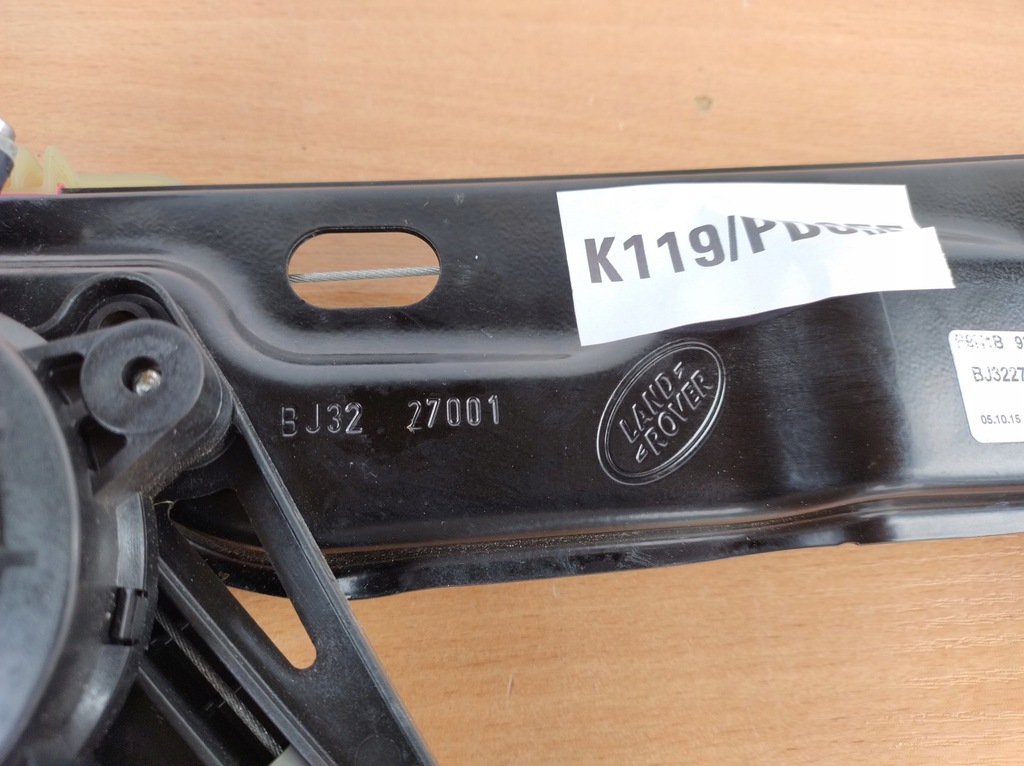 K119/
BJ32 27001
LAND
ROVER
BJ3227
05.10.15